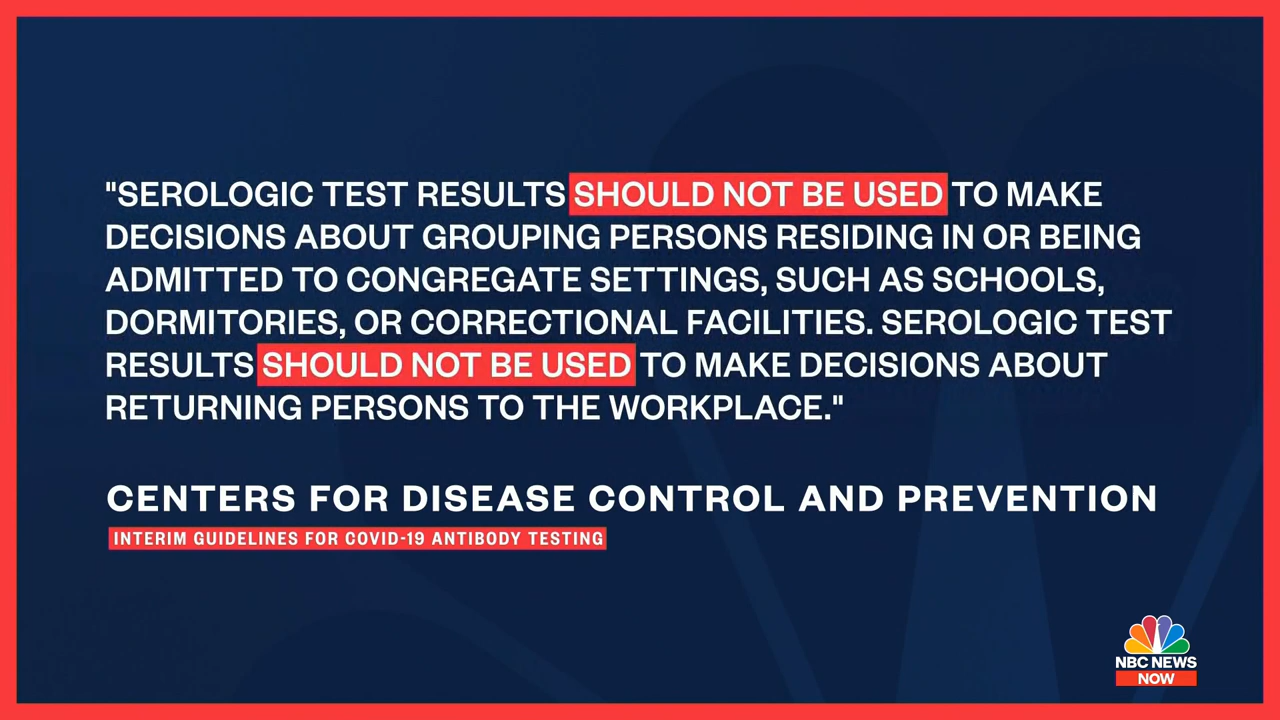 "SEROLOGIC TEST RESULTS SHOULD NOT BE USED TO MAKE
DECISIONS ABOUT GROUPING PERSONS RESIDING IN OR BEING
ADMITTED TO CONGREGATE SETTINGS, SUCH AS SCHOOLS,
DORMITORIES, OR CORRECTIONAL FACILITIES. SEROLOGIC TEST
RESULTS SHOULD NOT BE USED TO MAKE DECISIONS ABOUT
RETURNING PERSONS TO THE WORKPLACE."
CENTERS FOR DISEASE CONTROL AND PREVENTION
INTERIM GUIDELINES FOR COVID-19 ANTIBODY TESTING
NBC NEWS
NOW